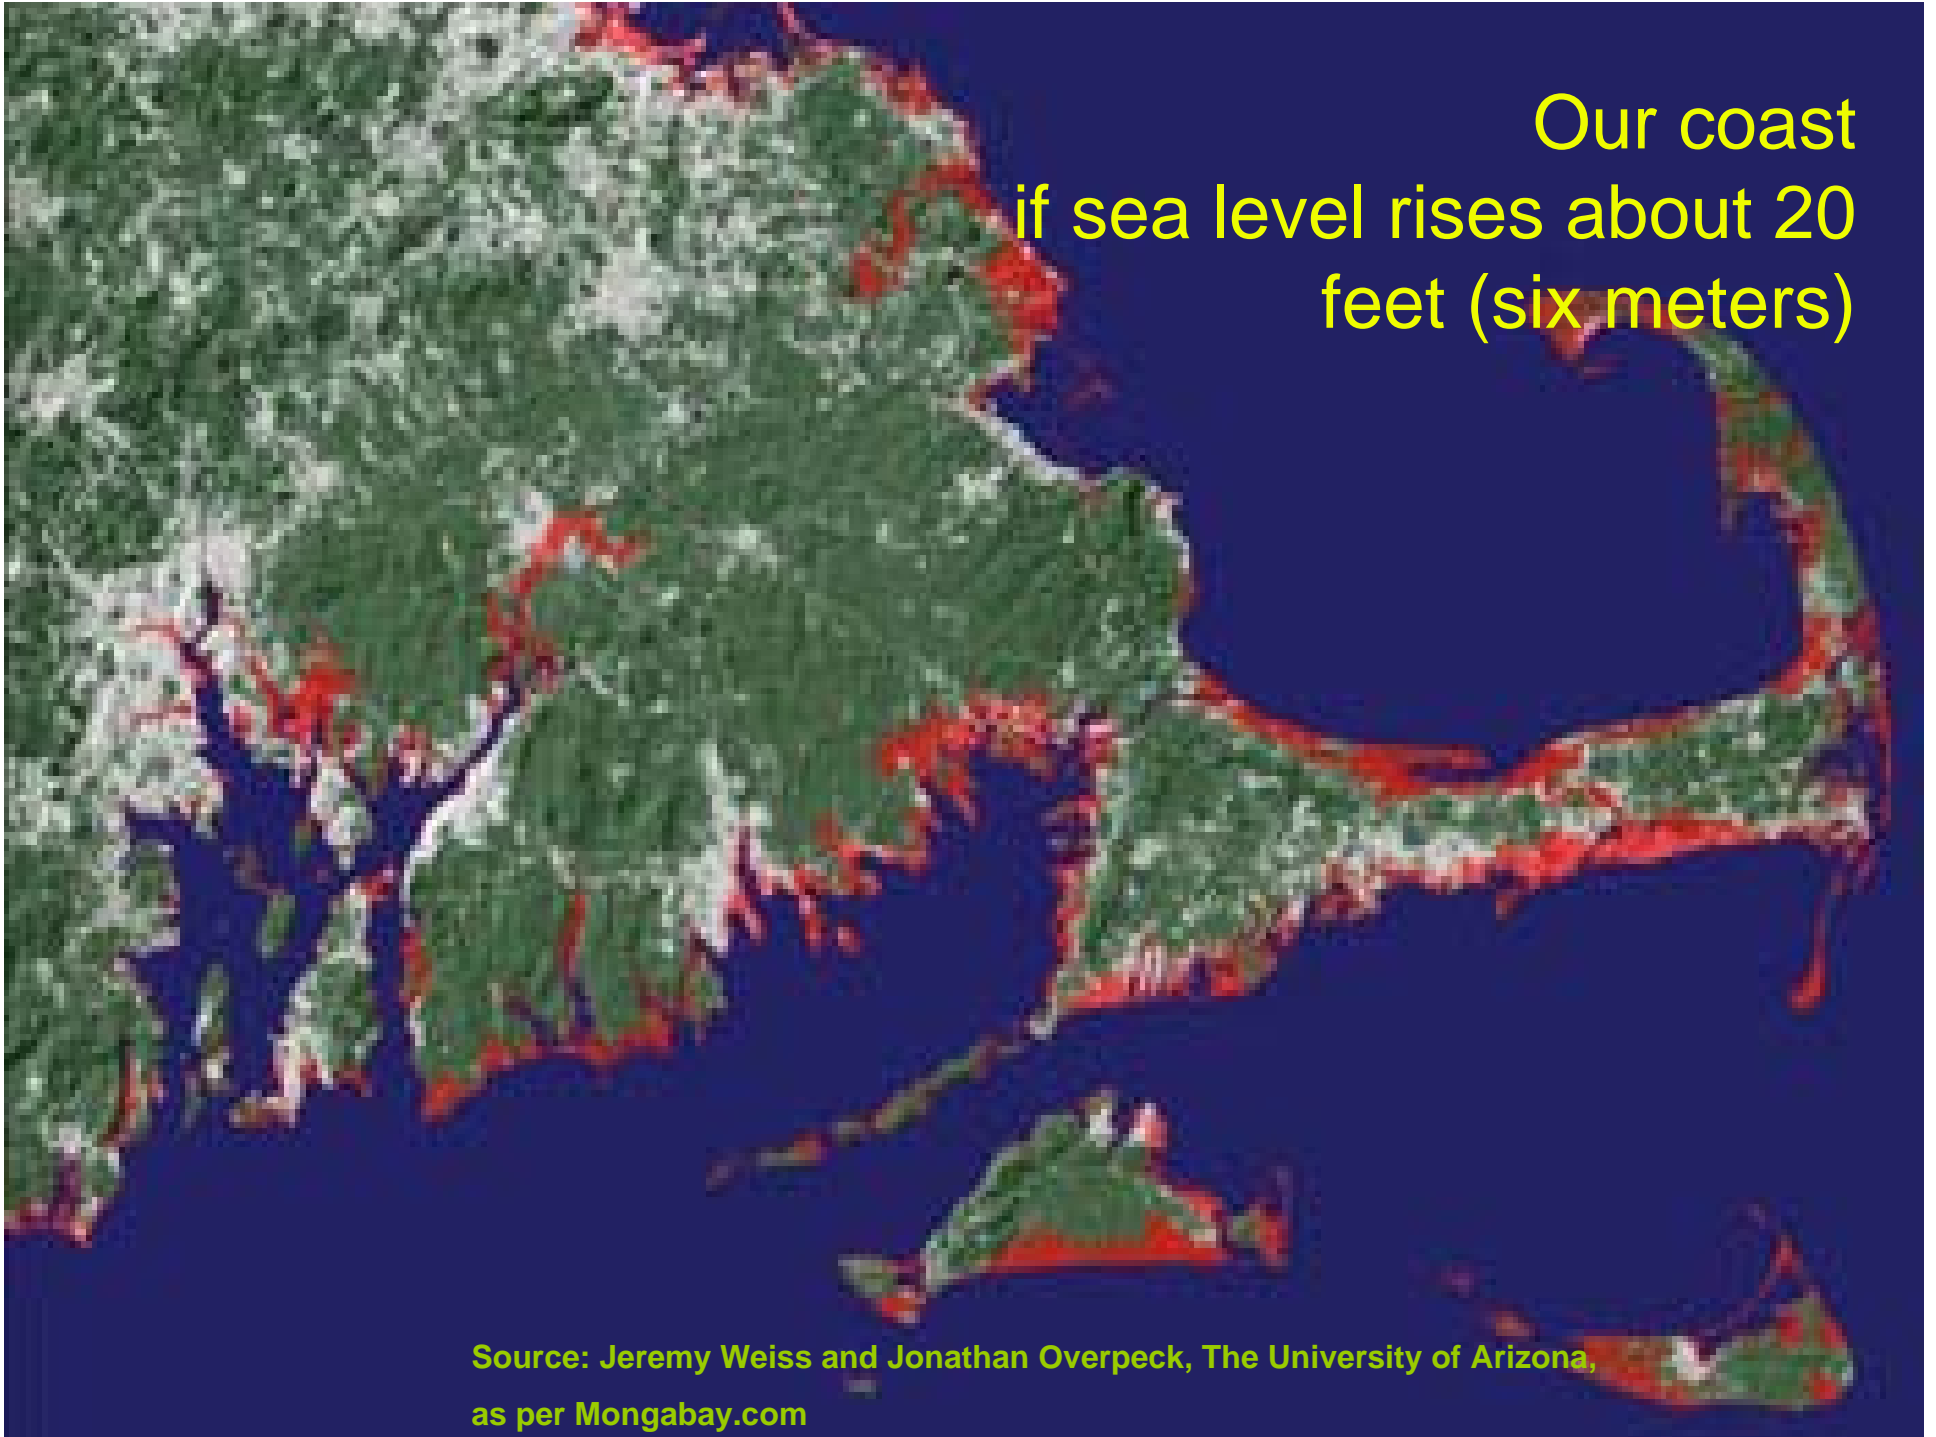 Our coast
if sea level rises about 20
feet (six meters)
Source: Jeremy Weiss and Jonathan Overpeck, The University of Arizona,
as per Mongabay.com